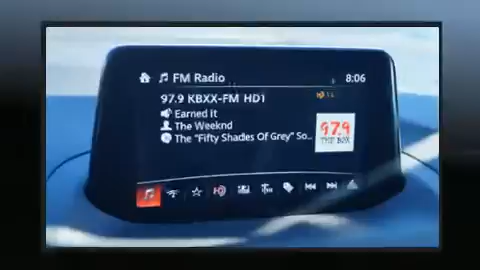 FM Radio 8:06
97.9 KBXX-FM HD1
Earned It
The Weeknd
The "Fifty Shades Of Grey" So...
97.9
THE BOX